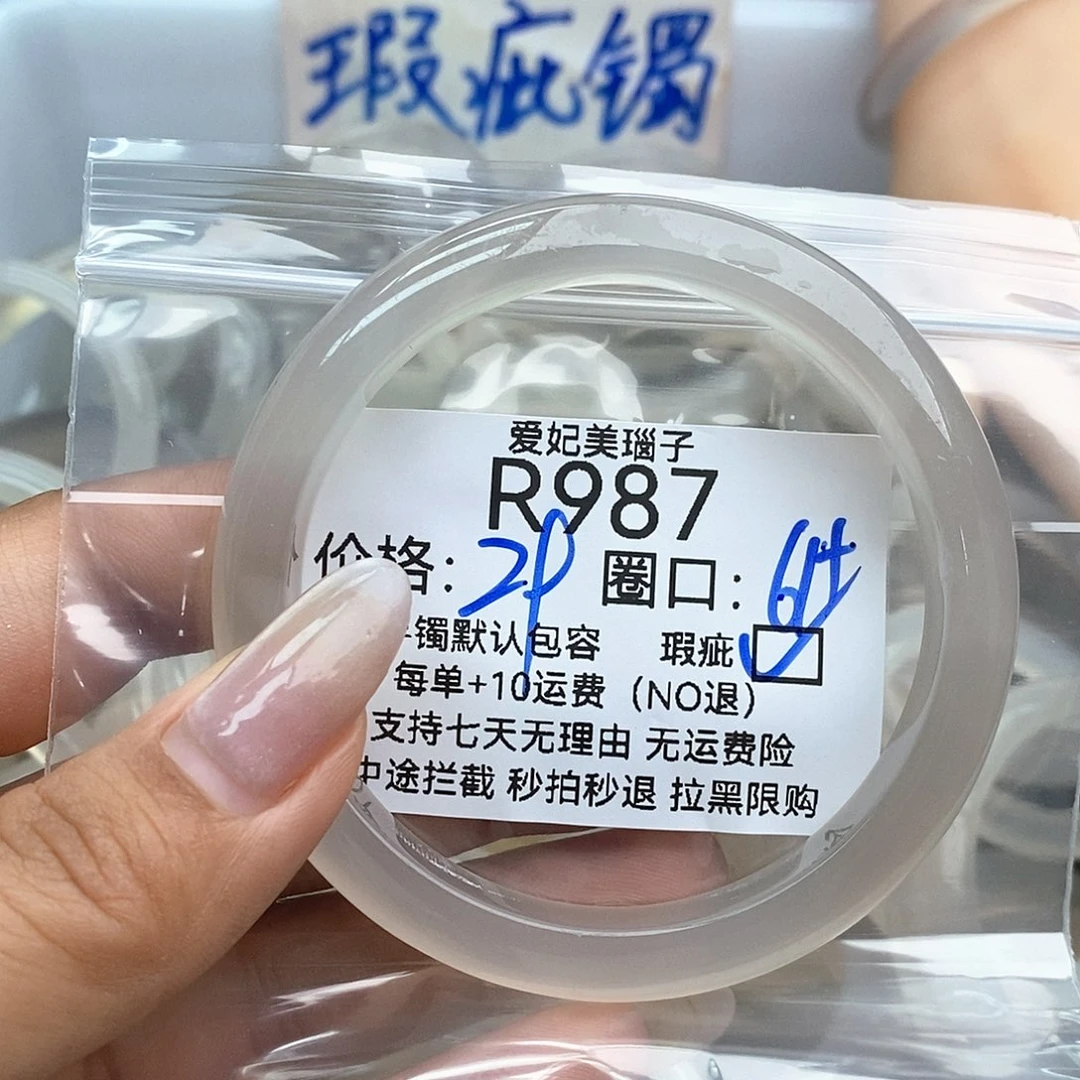 瑕疵镯
爱妃美瑙子
R987
价格：2P 圈口：
镯默认包容 瑕疵
每单+10运费（NO退）
支持七天无理由 无运费险
中途拦截 秒拍秒退 拉黑限购